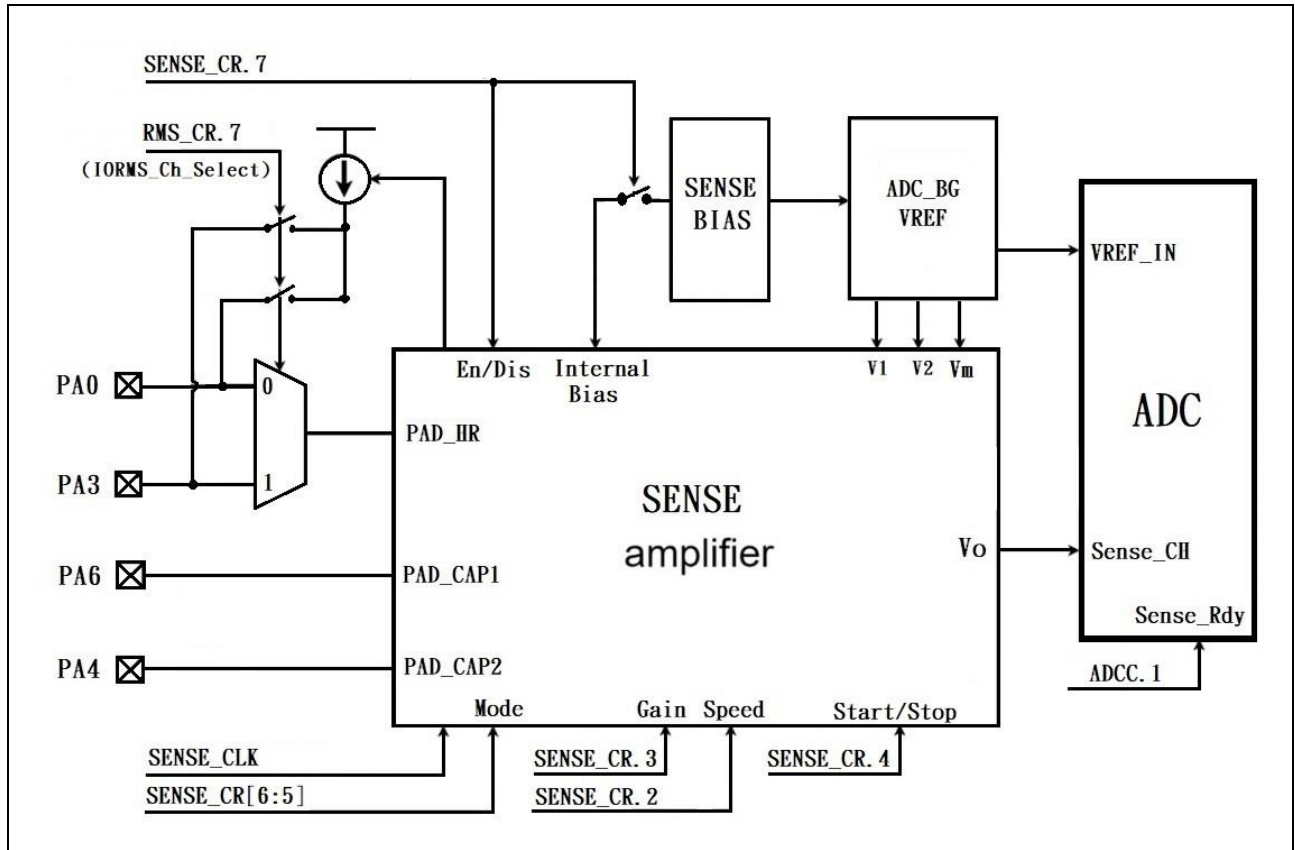 SENSE_CR.7
RMS_CR.7
(IORMS_Ch_Select)
SENSE
BIAS
ADC_BG
VREF
VREF_IN
En/Dis
Internal
Bias
V1
V2
Vm
PA0
0
ADC
PAD_HR
PA3
1
SENSE
amplifier
Vo
Sense_CH
PA6
PAD_CAP1
Sense_Rdy
PA4
PAD_CAP2
ADCC.1
Mode
Gain
Speed
Start/Stop
SENSE_CLK
SENSE_CR.3
SENSE_CR.4
SENSE_CR[6:5]
SENSE_CR.2